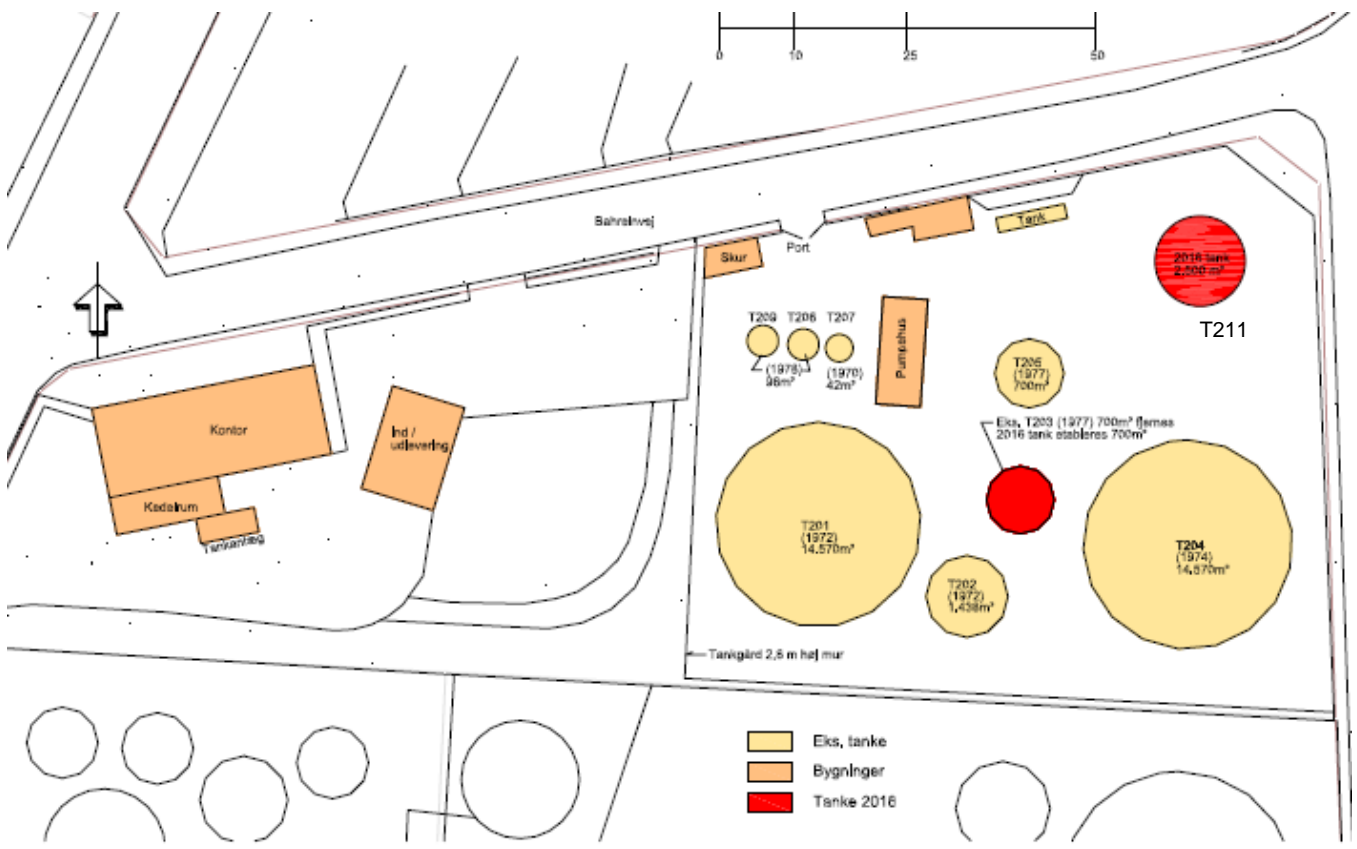 0 10 25 50
Bahrainvej
Port
Skur
Tank
2016 tank
2.500 m³
T211
T209 T208 T207
(1978)
96m³
(1970)
42m³
Pumpehus
T205
(1977)
700m³
Eks, T203 (1977) 700m³ fjernes
2016 tank etableres 700m³
Kontor
Ind /
udlevering
Kedelrum
Tankanlæg
T201
(1972)
14.570m³
T204
(1974)
14.570m³
T202
(1972)
1.438m³
Tankgård 2,6 m høj mur
Eks, tanke
Bygninger
Tanke 2016